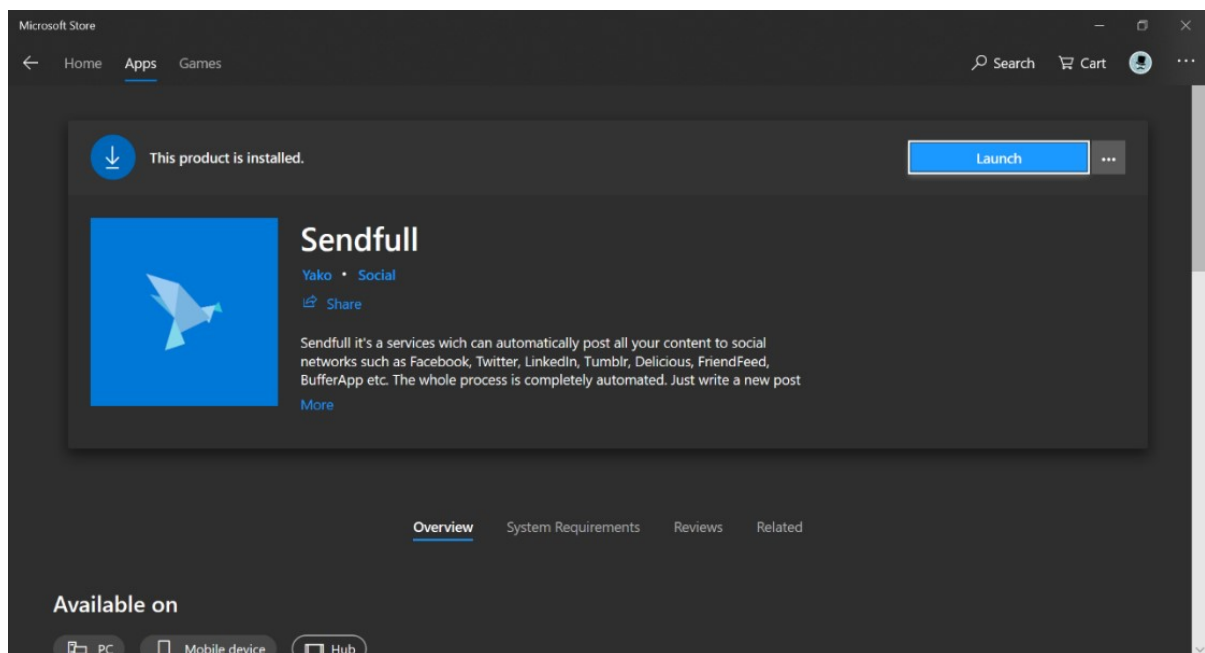 Microsoft Store
Home Apps Games Search Cart
This product is installed. Launch
Sendfull
Yako • Social
Share
Sendfull it's a services wich can automatically post all your content to social
networks such as Facebook, Twitter, LinkedIn, Tumblr, Delicious, FriendFeed,
BufferApp etc. The whole process is completely automated. Just write a new post
More
Overview System Requirements Reviews Related
Available on
PC Mobile device Hub